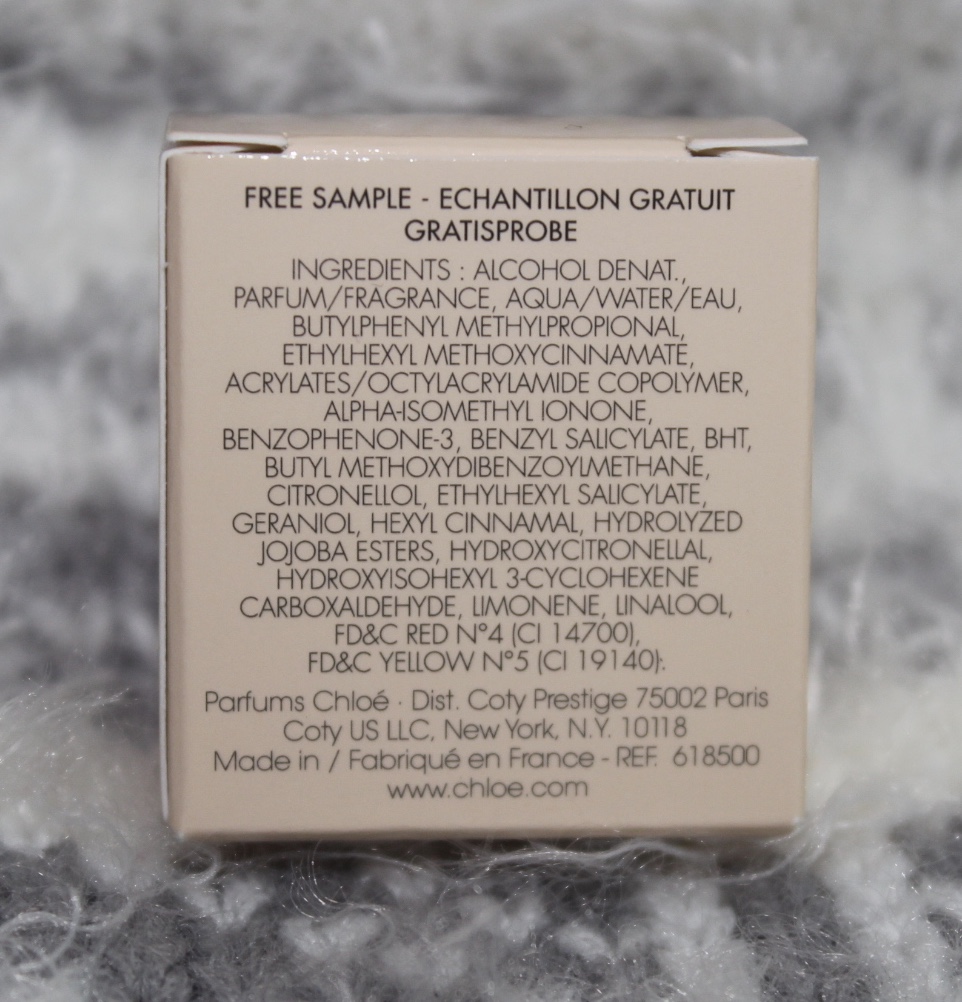 FREE SAMPLE - ECHANTILLON GRATUIT
GRATISPROBE
INGREDIENTS : ALCOHOL DENAT.,
PARFUM/FRAGRANCE, AQUA/WATER/EAU,
BUTYLPHENYL METHYLPROPIONAL,
ETHYLHEXYL METHOXYCINNAMATE,
ACRYLATES/OCTYLACRYLAMIDE COPOLYMER,
ALPHA-ISOMETHYL IONONE,
BENZOPHENONE-3, BENZYL SALICYLATE, BHT,
BUTYL METHOXYDIBENZOYLMETHANE,
CITRONELLOL, ETHYLHEXYL SALICYLATE,
GERANIOL, HEXYL CINNAMAL, HYDROLYZED
JOJOBA ESTERS, HYDROXYCITRONELLAL,
HYDROXYISOHEXYL 3-CYCLOHEXENE
CARBOXALDEHYDE, LIMONENE, LINALOOL,
FD&C RED N°4 (CI 14700),
FD&C YELLOW N°5 (CI 19140).
Parfums Chloé · Dist. Coty Prestige 75002 Paris
Coty US LLC, New York, N.Y. 10118
Made in / Fabriqué en France - REF. 618500
www.chloe.com